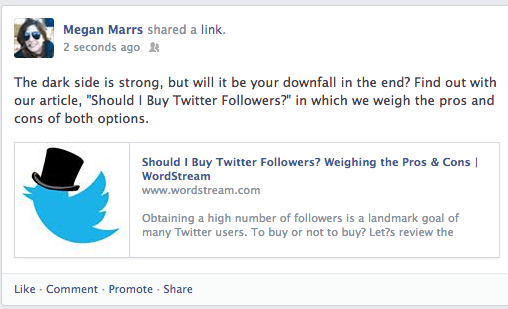 Megan Marrs shared a link.
2 seconds ago
The dark side is strong, but will it be your downfall in the end? Find out with
our article, "Should I Buy Twitter Followers?" in which we weigh the pros and
cons of both options.
Should I Buy Twitter Followers? Weighing the Pros & Cons |
WordStream
www.wordstream.com
Obtaining a high number of followers is a landmark goal of
many Twitter users. To buy or not to buy? Let?s review the
Like · Comment · Promote · Share